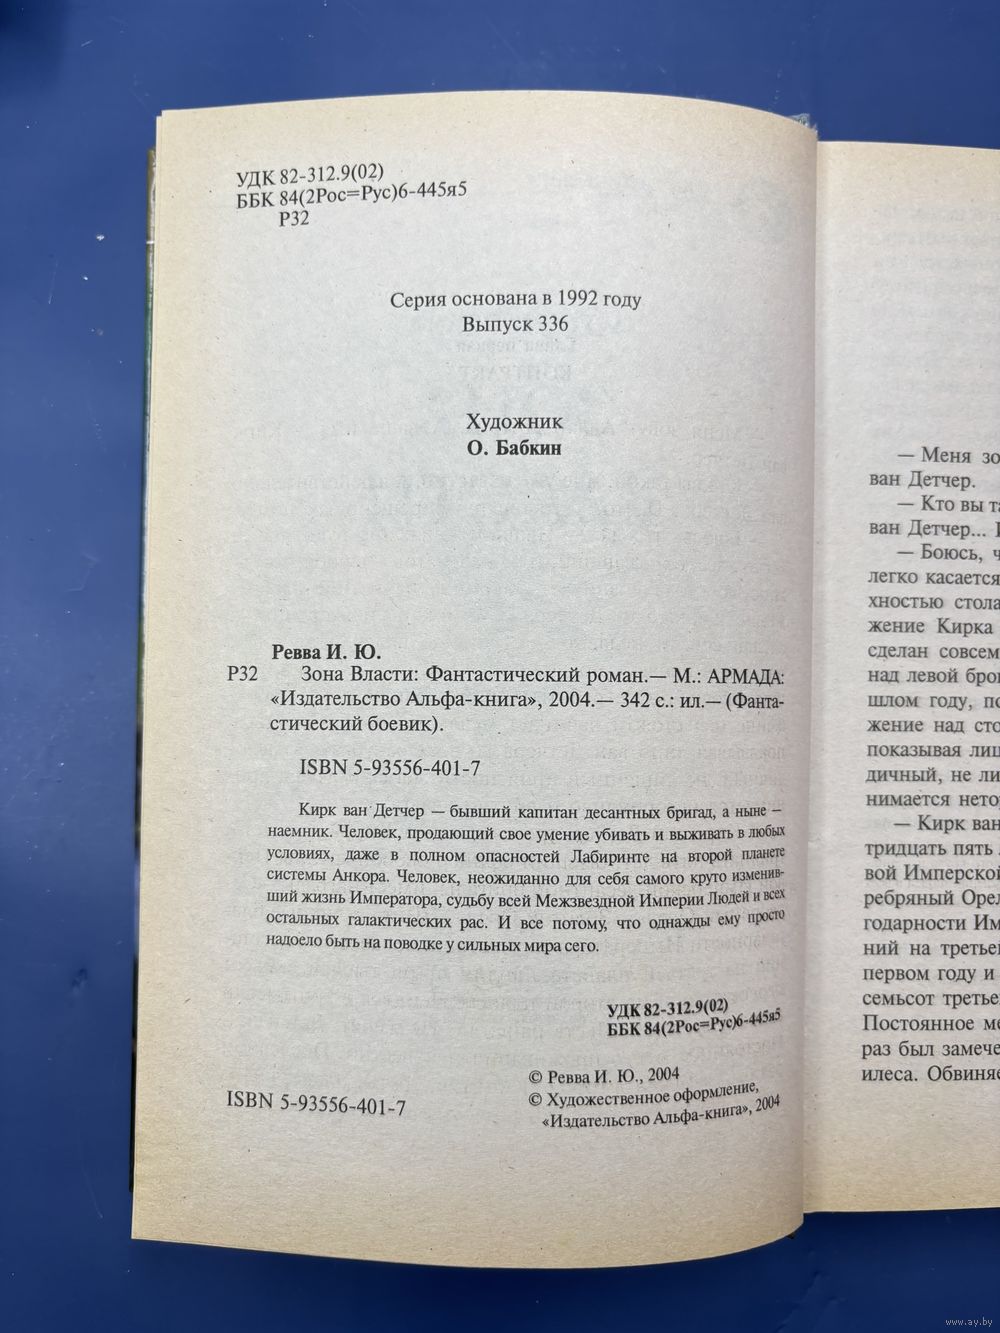 УДК 82-312.9(02)
ББК 84(2Рос=Рус)6-445я5
Р32
Серия основана в 1992 году
Выпуск 336
Художник
О. Бабкин
Ревва И. Ю.
Р32 Зона Власти: Фантастический роман.— М.: АРМАДА:
«Издательство Альфа-книга», 2004.— 342 с.: ил.— (Фанта-
стический боевик).
ISBN 5-93556-401-7
Кирк ван Детчер — бывший капитан десантных бригад, а ныне —
наемник. Человек, продающий свое умение убивать и выживать в любых
условиях, даже в полном опасностей Лабиринте на второй планете
системы Анкора. Человек, неожиданно для себя самого круто изменив-
ший жизнь Императора, судьбу всей Межзвездной Империи Людей и всех
остальных галактических рас. И все потому, что однажды ему просто
надоело быть на поводке у сильных мира сего.
УДК 82-312.9(02)
ББК 84(2Рос=Рус)6-445я5
© Ревва И. Ю., 2004
© Художественное оформление,
«Издательство Альфа-книга», 2004
ISBN 5-93556-401-7
— Меня зо
ван Детчер.
— Кто вы та
ван Детчер...
— Боюсь, ч
легко касается
хностью стола
жение Кирка
сделан совсем
над левой бров
шлом году, по
жение над сто
показывая лиц
дичный, не ли
нимается нетор
— Кирк ван
тридцать пять
вой Имперской
ребряный Орел
годарности Им
ний на третьей
первом году и
семьсот третье
Постоянное ме
раз был замече
илеса. Обвиняе
www.ay.by